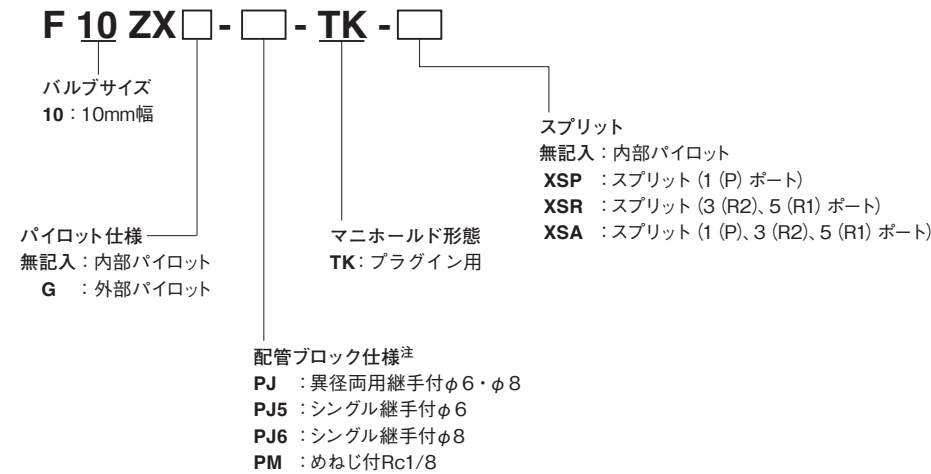 F 10 ZX□-□-TK-□
バルブサイズ
10：10mm幅
スプリット
無記入：内部パイロット
XSP ：スプリット（1（P）ポート）
XSR ：スプリット（3（R2）、5（R1）ポート）
XSA ：スプリット（1（P）、3（R2）、5（R1）ポート）
パイロット仕様
無記入：内部パイロット
G ：外部パイロット
マニホールド形態
TK：プラグイン用
配管ブロック仕様注
PJ ：異径両用継手付φ6・φ8
PJ5 ：シングル継手付φ6
PJ6 ：シングル継手付φ8
PM ：めねじ付Rc1/8